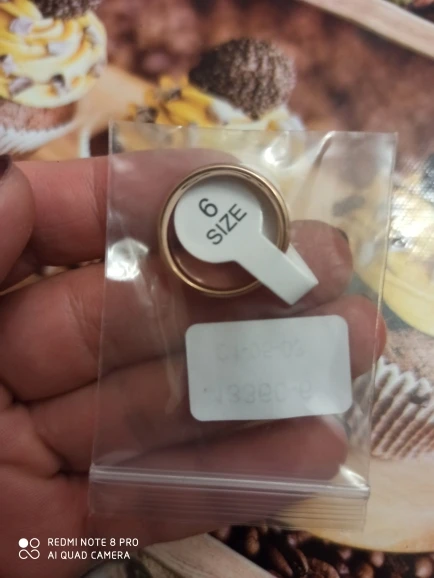 6
SIZE
REDMI NOTE 8 PRO
AI QUAD CAMERA